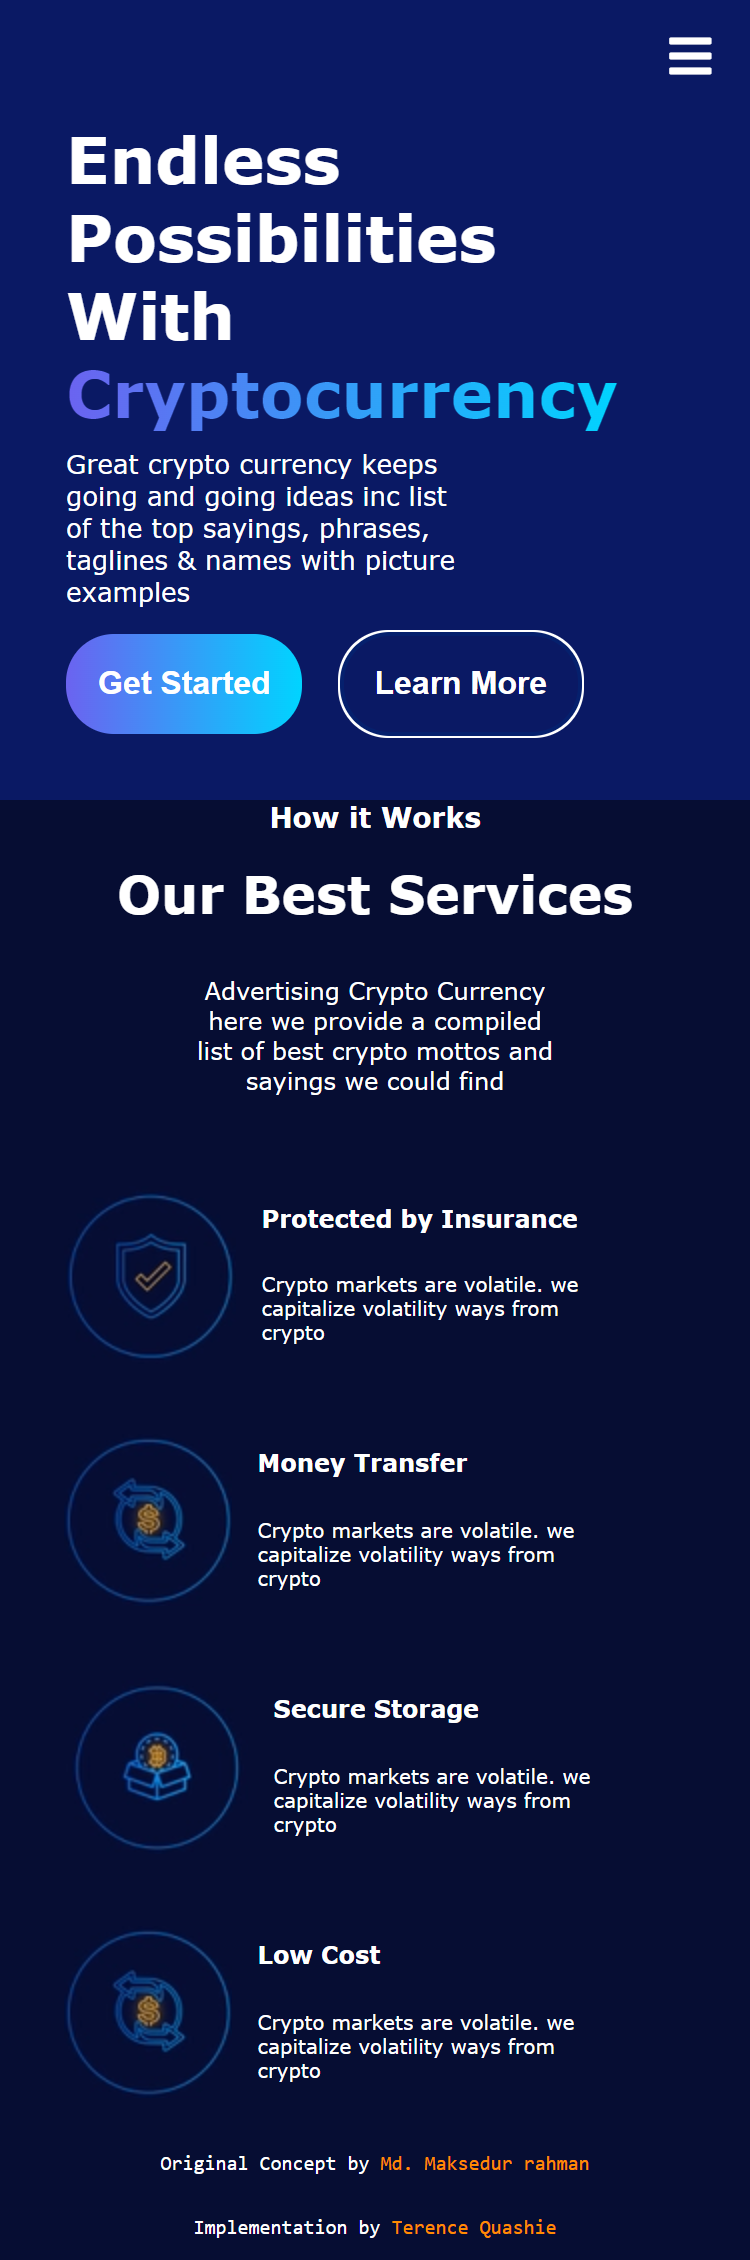 Endless
Possibilities
With
Cryptocurrency
Great crypto currency keeps
going and going ideas inc list
of the top sayings, phrases,
taglines & names with picture
examples
Get Started
Learn More
How it Works
Our Best Services
Advertising Crypto Currency
here we provide a compiled
list of best crypto mottos and
sayings we could find
Protected by Insurance
Crypto markets are volatile. we
capitalize volatility ways from
crypto
Money Transfer
Crypto markets are volatile. we
capitalize volatility ways from
crypto
Secure Storage
Crypto markets are volatile. we
capitalize volatility ways from
crypto
Low Cost
Crypto markets are volatile. we
capitalize volatility ways from
crypto
Original Concept by Md. Maksedur rahman
Implementation by Terence Quashie